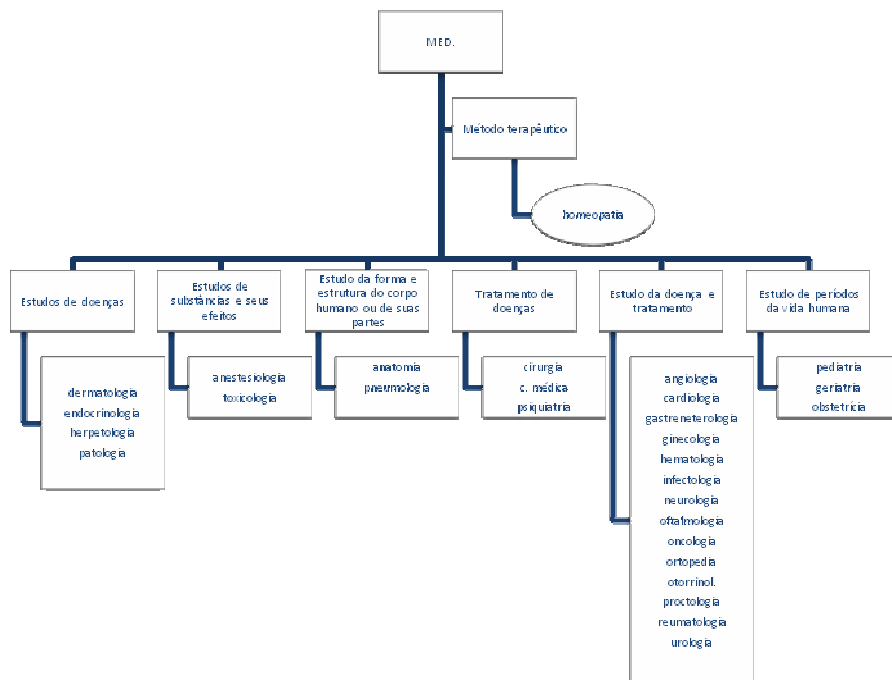 MED.
Método terapêutico
homeopatia
Estudos de doenças
Estudos de
substâncias e seus
efeitos
Estudo da forma e
estrutura do corpo
humano ou de suas
partes
Tratamento de
doenças
Estudo da doença e
tratamento
Estudo de períodos
da vida humana
dermatologia
endocrinologia
herpetologia
patologia
anestesiologia
toxicologia
anatomia
pneumologia
cirurgia
c. médica
psiquiatria
angiologia
cardiologia
gastreneterologia
ginecologia
hematologia
infectologia
neurologia
oftalmologia
oncologia
ortopedia
otorrinol.
proctologia
reumatologia
urologia
pediatria
geriatria
obstetrícia